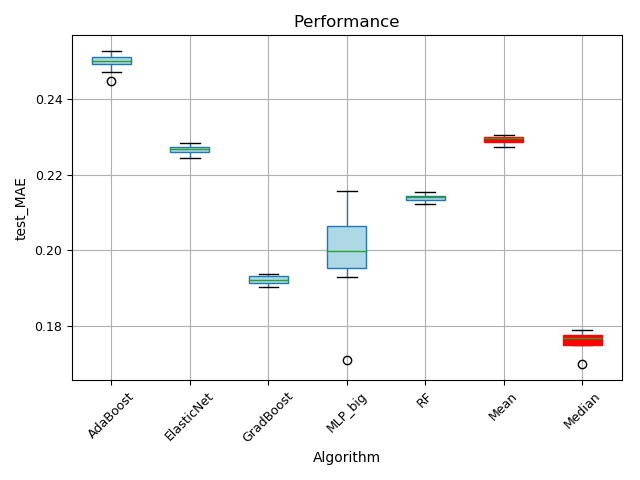 Performance
test_MAE
0.24
0.22
0.20
0.18
AdaBoost
ElasticNet
GradBoost
MLP_big
RF
Mean
Median
Algorithm